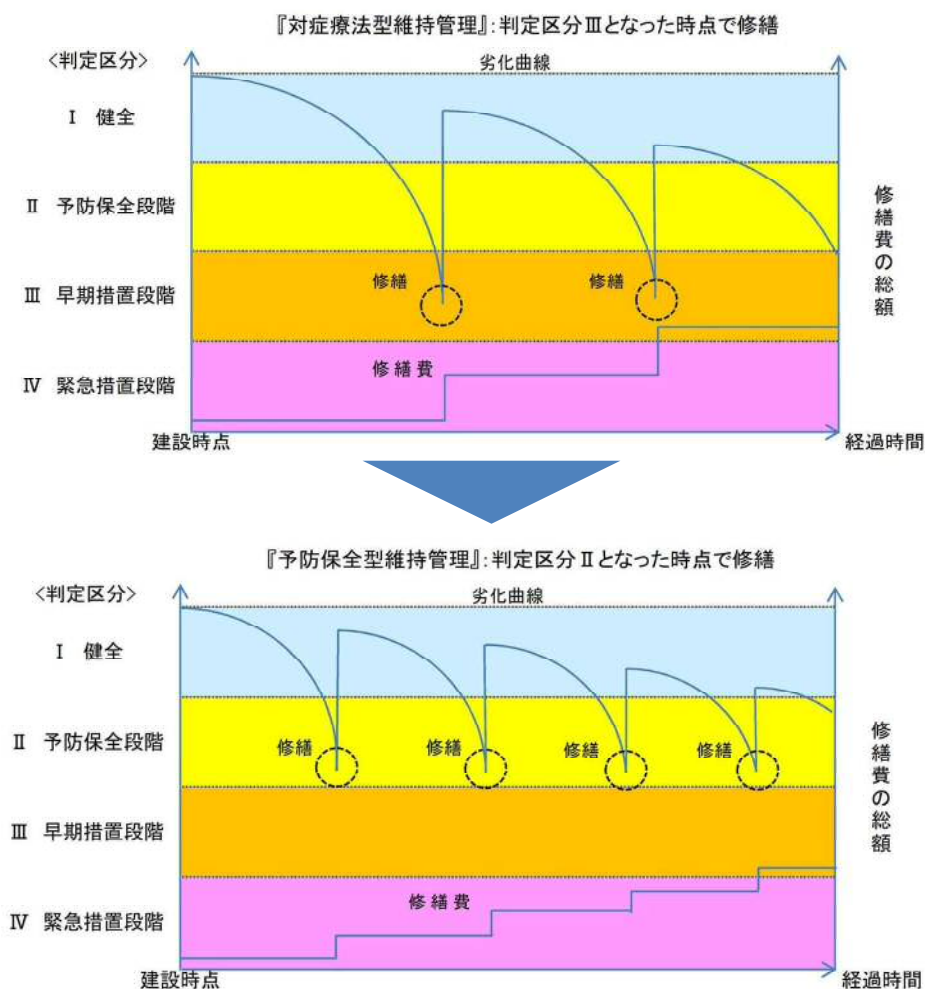 『対症療法型維持管理』：判定区分Ⅲとなった時点で修繕
<判定区分>
劣化曲線
Ⅰ 健全
Ⅱ 予防保全段階
修繕費の総額
修繕
修繕
Ⅲ 早期措置段階
修繕費
Ⅳ 緊急措置段階
建設時点
経過時間
『予防保全型維持管理』：判定区分Ⅱとなった時点で修繕
<判定区分>
劣化曲線
Ⅰ 健全
Ⅱ 予防保全段階
修繕
修繕
修繕
修繕
修繕費の総額
Ⅲ 早期措置段階
修繕費
Ⅳ 緊急措置段階
建設時点
経過時間